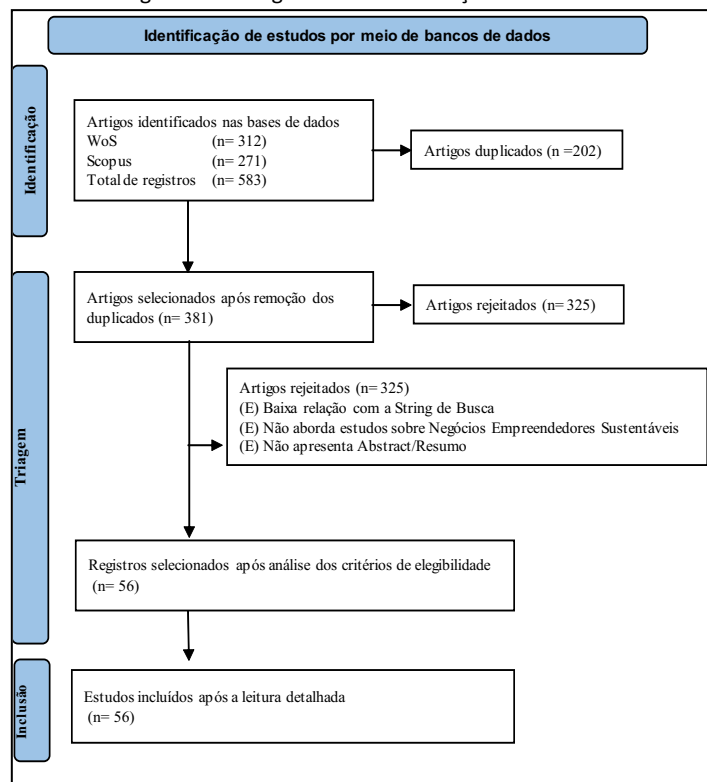 Identificação de estudos por meio de bancos de dados
Identificação
Artigos identificados nas bases de dados
WoS (n= 312)
Scopus (n= 271)
Total de registros (n= 583)
Artigos duplicados (n =202)
Triagem
Artigos selecionados após remoção dos
duplicados (n= 381)
Artigos rejeitados (n= 325)
Artigos rejeitados (n= 325)
(E) Baixa relação com a String de Busca
(E) Não aborda estudos sobre Negócios Empreendedores Sustentáveis
(E) Não apresenta Abstract/Resumo
Registros selecionados após análise dos critérios de elegibilidade
(n= 56)
Inclusão
Estudos incluídos após a leitura detalhada
(n= 56)